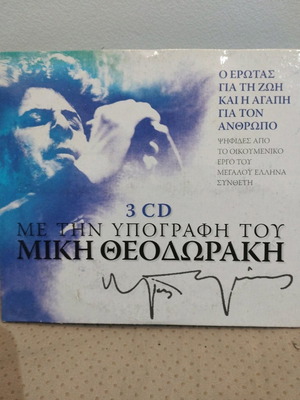 Ο ΕΡΩΤΑΣ
ΓΙΑ ΤΗ ΖΩΗ
ΚΑΙ Η ΑΓΑΠΗ
ΓΙΑ ΤΟΝ
ΑΝΘΡΩΠΟ
ΨΗΦΙΔΕΣ ΑΠΟ
ΤΟ ΟΙΚΟΥΜΕΝΙΚΟ
ΕΡΓΟ ΤΟΥ
ΜΕΓΑΛΟΥ ΕΛΛΗΝΑ
ΣΥΝΘΕΤΗ
3 CD
ΜΕ ΤΗΝ ΥΠΟΓΡΑΦΗ ΤΟΥ
ΜΙΚΗ ΘΕΟΔΩΡΑΚΗ